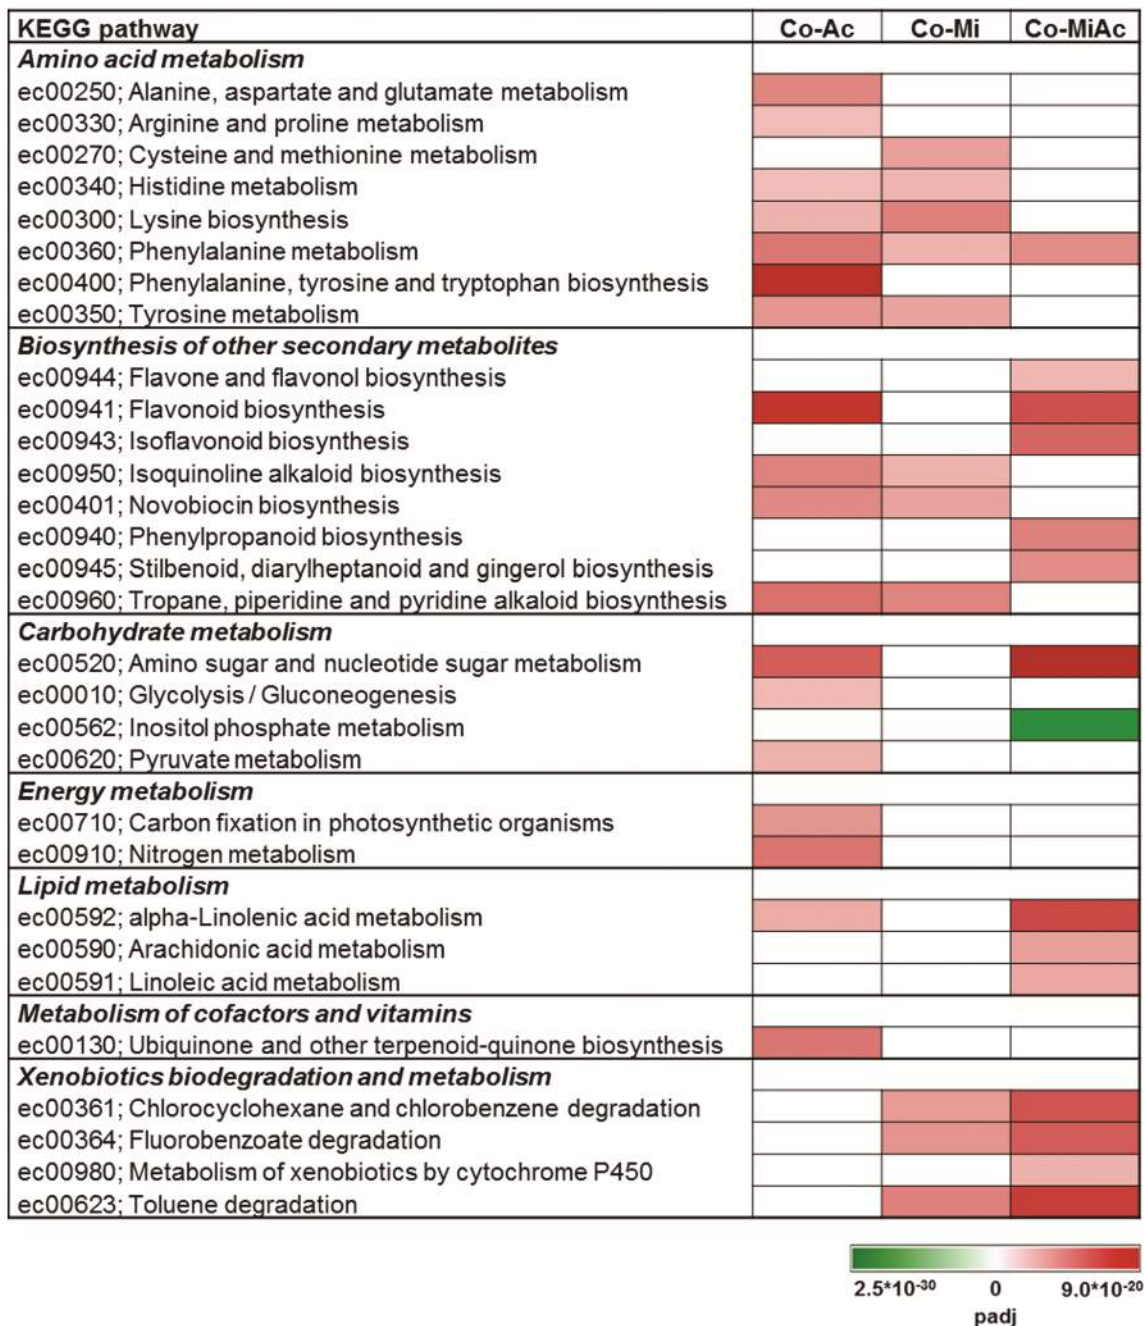 KEGG pathway Co-Ac Co-Mi Co-MiAc
Amino acid metabolism
ec00250; Alanine, aspartate and glutamate metabolism
ec00330; Arginine and proline metabolism
ec00270; Cysteine and methionine metabolism
ec00340; Histidine metabolism
ec00300; Lysine biosynthesis
ec00360; Phenylalanine metabolism
ec00400; Phenylalanine, tyrosine and tryptophan biosynthesis
ec00350; Tyrosine metabolism
Biosynthesis of other secondary metabolites
ec00944; Flavone and flavonol biosynthesis
ec00941; Flavonoid biosynthesis
ec00943; Isoflavonoid biosynthesis
ec00950; Isoquinoline alkaloid biosynthesis
ec00401; Novobiocin biosynthesis
ec00940; Phenylpropanoid biosynthesis
ec00945; Stilbenoid, diarylheptanoid and gingerol biosynthesis
ec00960; Tropane, piperidine and pyridine alkaloid biosynthesis
Carbohydrate metabolism
ec00520; Amino sugar and nucleotide sugar metabolism
ec00010; Glycolysis / Gluconeogenesis
ec00562; Inositol phosphate metabolism
ec00620; Pyruvate metabolism
Energy metabolism
ec00710; Carbon fixation in photosynthetic organisms
ec00910; Nitrogen metabolism
Lipid metabolism
ec00592; alpha-Linolenic acid metabolism
ec00590; Arachidonic acid metabolism
ec00591; Linoleic acid metabolism
Metabolism of cofactors and vitamins
ec00130; Ubiquinone and other terpenoid-quinone biosynthesis
Xenobiotics biodegradation and metabolism
ec00361; Chlorocyclohexane and chlorobenzene degradation
ec00364; Fluorobenzoate degradation
ec00980; Metabolism of xenobiotics by cytochrome P450
ec00623; Toluene degradation
2.5*10⁻³⁰ 0 9.0*10⁻²⁰
padj